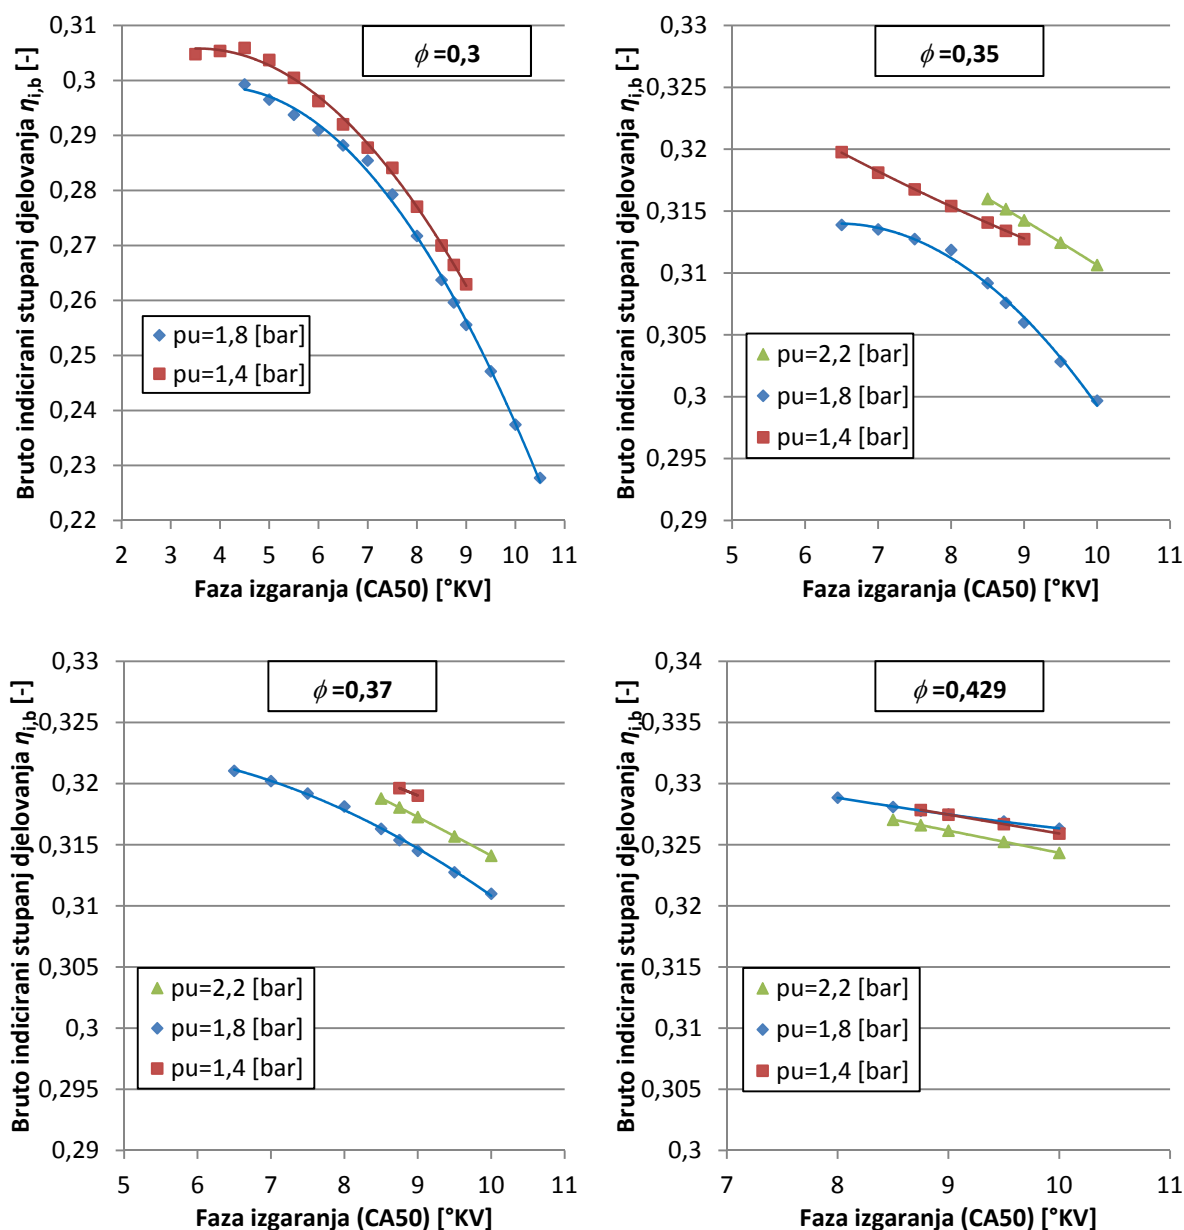 Bruto indicirani stupanj djelovanja ηi,b [-]
0,31
0,3
0,29
0,28
0,27
0,26
0,25
0,24
0,23
0,22
ϕ =0,3
pu=1,8 [bar]
pu=1,4 [bar]
2 3 4 5 6 7 8 9 10 11
Faza izgaranja (CA50) [°KV]
Bruto indicirani stupanj djelovanja ηi,b [-]
0,33
0,325
0,32
0,315
0,31
0,305
0,3
0,295
0,29
ϕ =0,35
pu=2,2 [bar]
pu=1,8 [bar]
pu=1,4 [bar]
5 6 7 8 9 10 11
Faza izgaranja (CA50) [°KV]
Bruto indicirani stupanj djelovanja ηi,b [-]
0,33
0,325
0,32
0,315
0,31
0,305
0,3
0,295
0,29
ϕ =0,37
pu=2,2 [bar]
pu=1,8 [bar]
pu=1,4 [bar]
5 6 7 8 9 10 11
Faza izgaranja (CA50) [°KV]
Bruto indicirani stupanj djelovanja ηi,b [-]
0,34
0,335
0,33
0,325
0,32
0,315
0,31
0,305
0,3
ϕ =0,429
pu=2,2 [bar]
pu=1,8 [bar]
pu=1,4 [bar]
7 8 9 10 11
Faza izgaranja (CA50) [°KV]